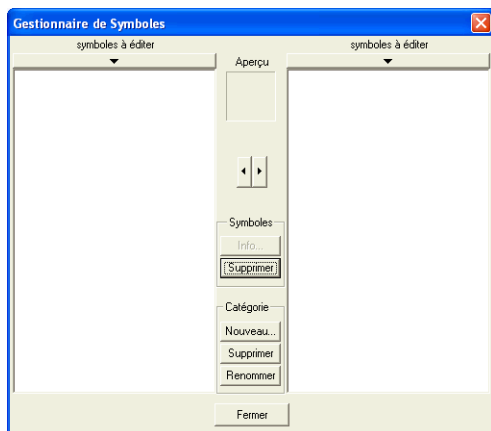 Gestionnaire de Symboles
symboles à éditer
symboles à éditer
Aperçu
Symboles
Info...
Supprimer
Catégorie
Nouveau...
Supprimer
Renommer
Fermer